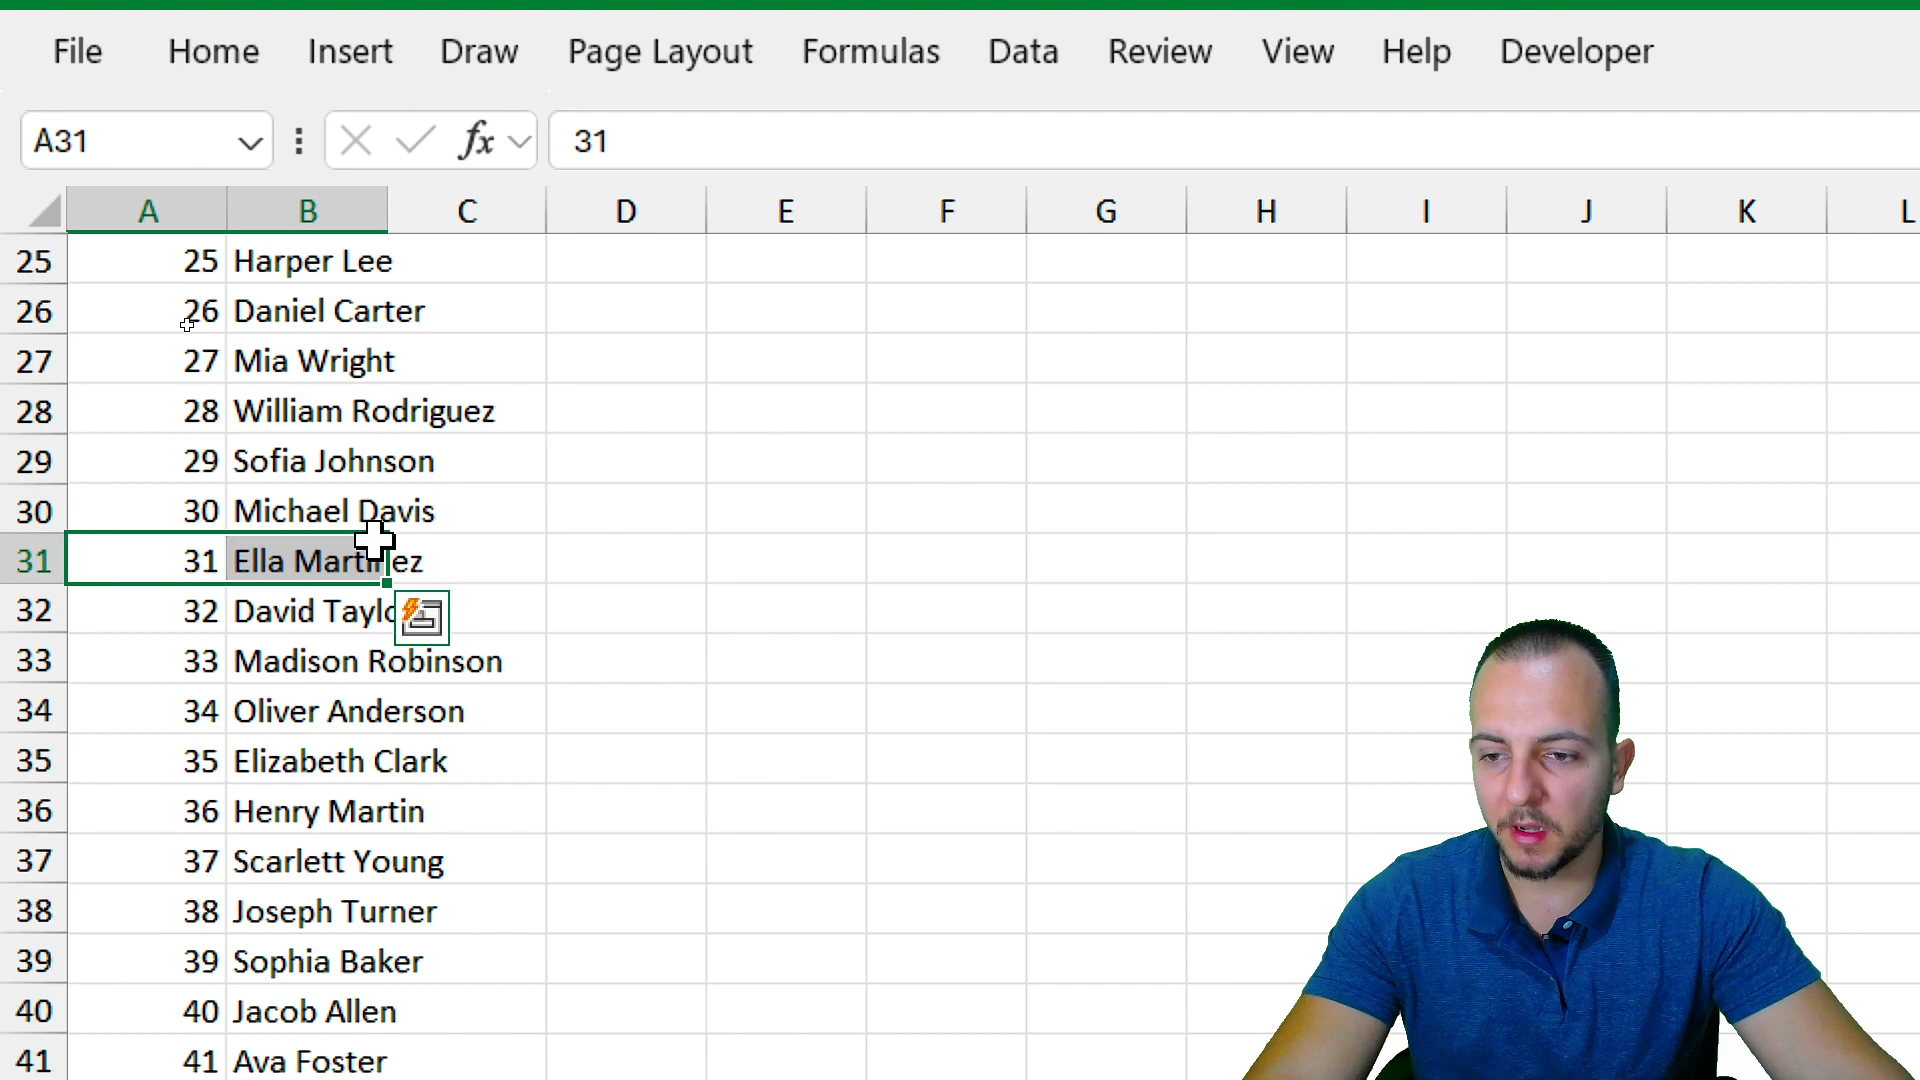 File Home Insert Draw Page Layout Formulas Data Review View Help Developer
A31 fx 31
A B C D E F G H I J K L
25 25 Harper Lee
26 26 Daniel Carter
27 27 Mia Wright
28 28 William Rodriguez
29 29 Sofia Johnson
30 30 Michael Davis
31 31 Ella Martinez
32 32 David Taylo
33 33 Madison Robinson
34 34 Oliver Anderson
35 35 Elizabeth Clark
36 36 Henry Martin
37 37 Scarlett Young
38 38 Joseph Turner
39 39 Sophia Baker
40 40 Jacob Allen
41 41 Ava Foster